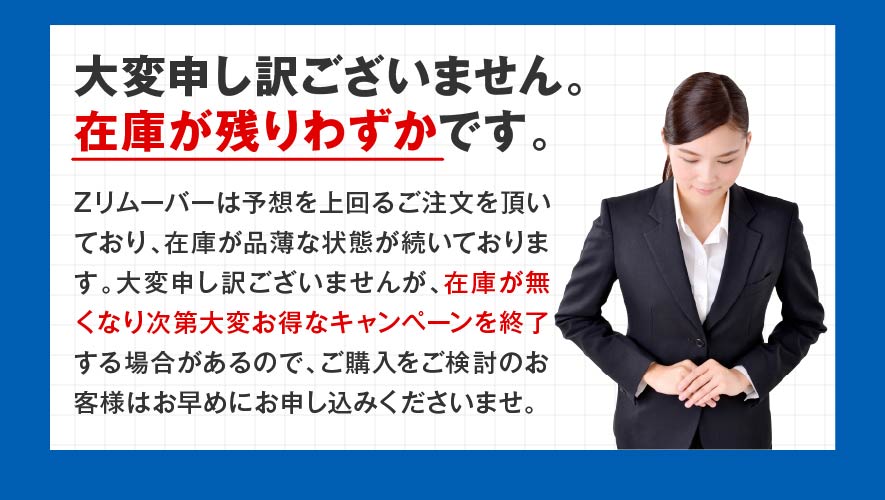 大変申し訳ございません。
在庫が残りわずかです。
Zリムーバーは予想を上回るご注文を頂い
ており、在庫が品薄な状態が続いておりま
す。大変申し訳ございませんが、在庫が無
くなり次第大変お得なキャンペーンを終了
する場合があるので、ご購入をご検討のお
客様はお早めにお申し込みくださいませ。